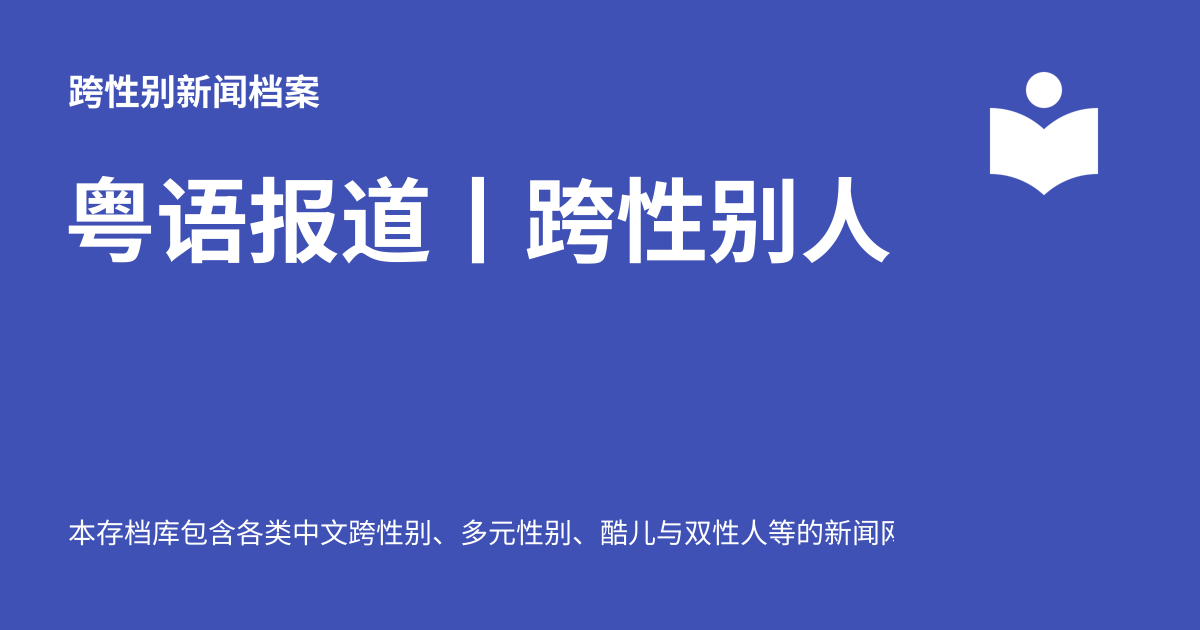 跨性别新闻档案
粤语报道丨跨性别人
本存档库包含各类中文跨性别、多元性别、酷儿与双性人等的新闻